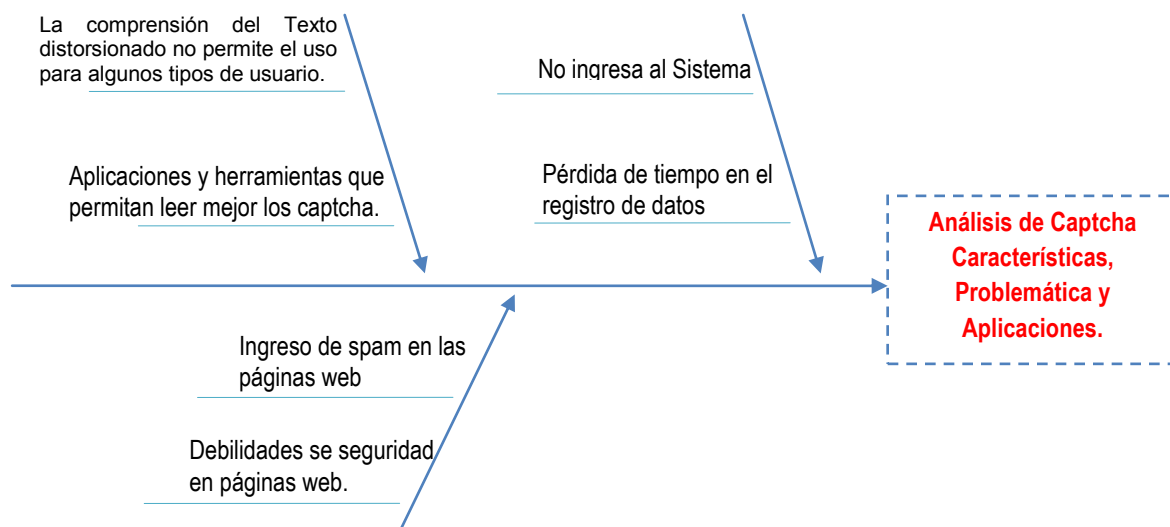 La comprensión del Texto
distorsionado no permite el uso
para algunos tipos de usuario.
No ingresa al Sistema
Aplicaciones y herramientas que
permitan leer mejor los captcha.
Pérdida de tiempo en el
registro de datos
Análisis de Captcha
Características,
Problemática y
Aplicaciones.
Ingreso de spam en las
páginas web
Debilidades se seguridad
en páginas web.